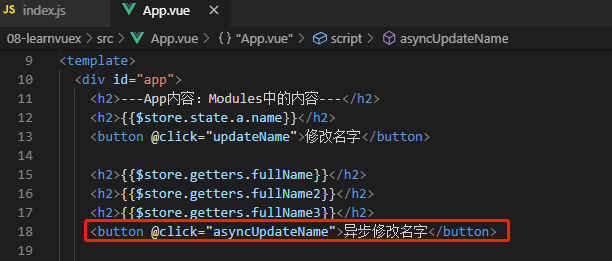 JS index.js App.vue ×
08-learnvuex > src > App.vue > {} "App.vue" > script > asyncUpdateName
9 <template>
10 <div id="app">
11 <h2>---App内容：Modules中的内容---</h2>
12 <h2>{{$store.state.a.name}}</h2>
13 <button @click="updateName">修改名字</button>
14
15 <h2>{{$store.getters.fullName}}</h2>
16 <h2>{{$store.getters.fullName2}}</h2>
17 <h2>{{$store.getters.fullName3}}</h2>
18 <button @click="asyncUpdateName">异步修改名字</button>
19